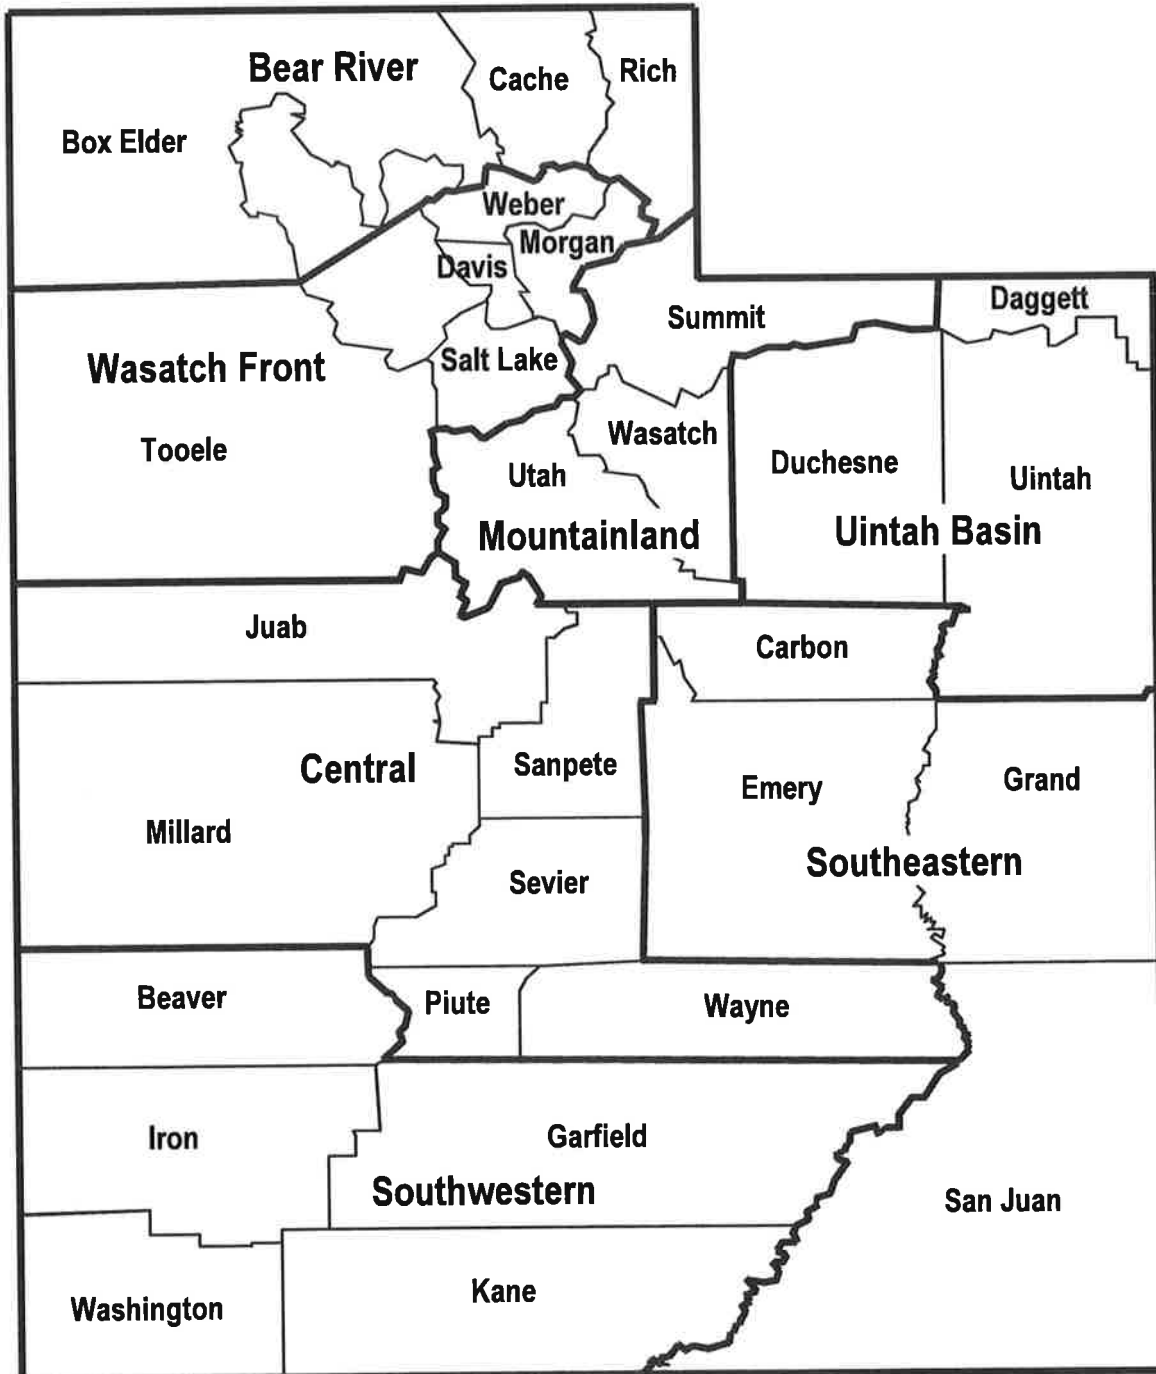 Bear River
Cache
Rich
Box Elder
Weber
Morgan
Davis
Daggett
Summit
Wasatch Front
Salt Lake
Tooele
Wasatch
Utah
Duchesne
Uintah
Mountainland
Uintah Basin
Juab
Carbon
Central
Sanpete
Emery
Grand
Millard
Southeastern
Sevier
Beaver
Piute
Wayne
Iron
Garfield
Southwestern
San Juan
Washington
Kane